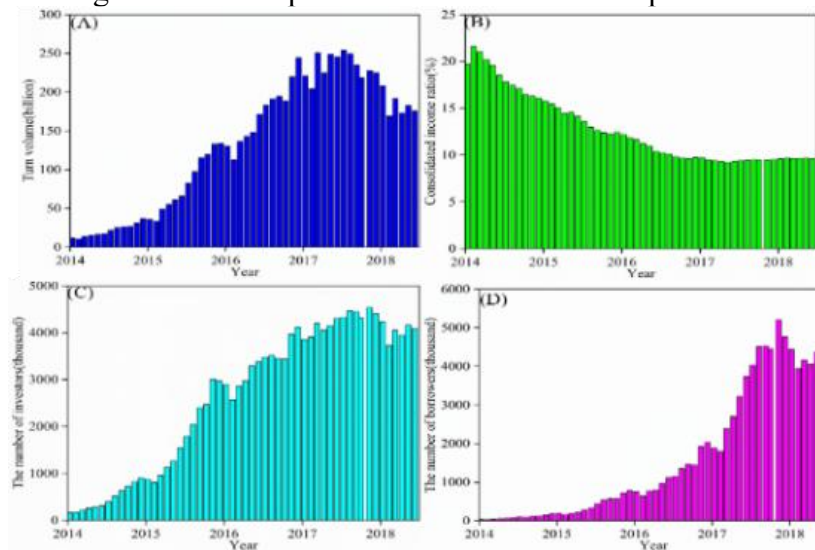 (A)
Turn volume(billion)
300
250
200
150
100
50
0
2014 2015 2016 2017 2018
Year
(B)
Consolidated income ratio(%)
25
20
15
10
5
0
2014 2015 2016 2017 2018
Year
(C)
The number of investors(thousand)
5000
4000
3000
2000
1000
0
2014 2015 2016 2017 2018
Year
(D)
The number of borrowers(thousand)
6000
5000
4000
3000
2000
1000
0
2014 2015 2016 2017 2018
Year